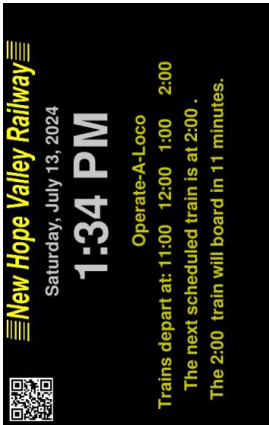 New Hope Valley Railway
Saturday, July 13, 2024
1:34 PM
Operate-A-Loco
Trains depart at: 11:00 12:00 1:00 2:00
The next scheduled train is at 2:00 .
The 2:00 train will board in 11 minutes.